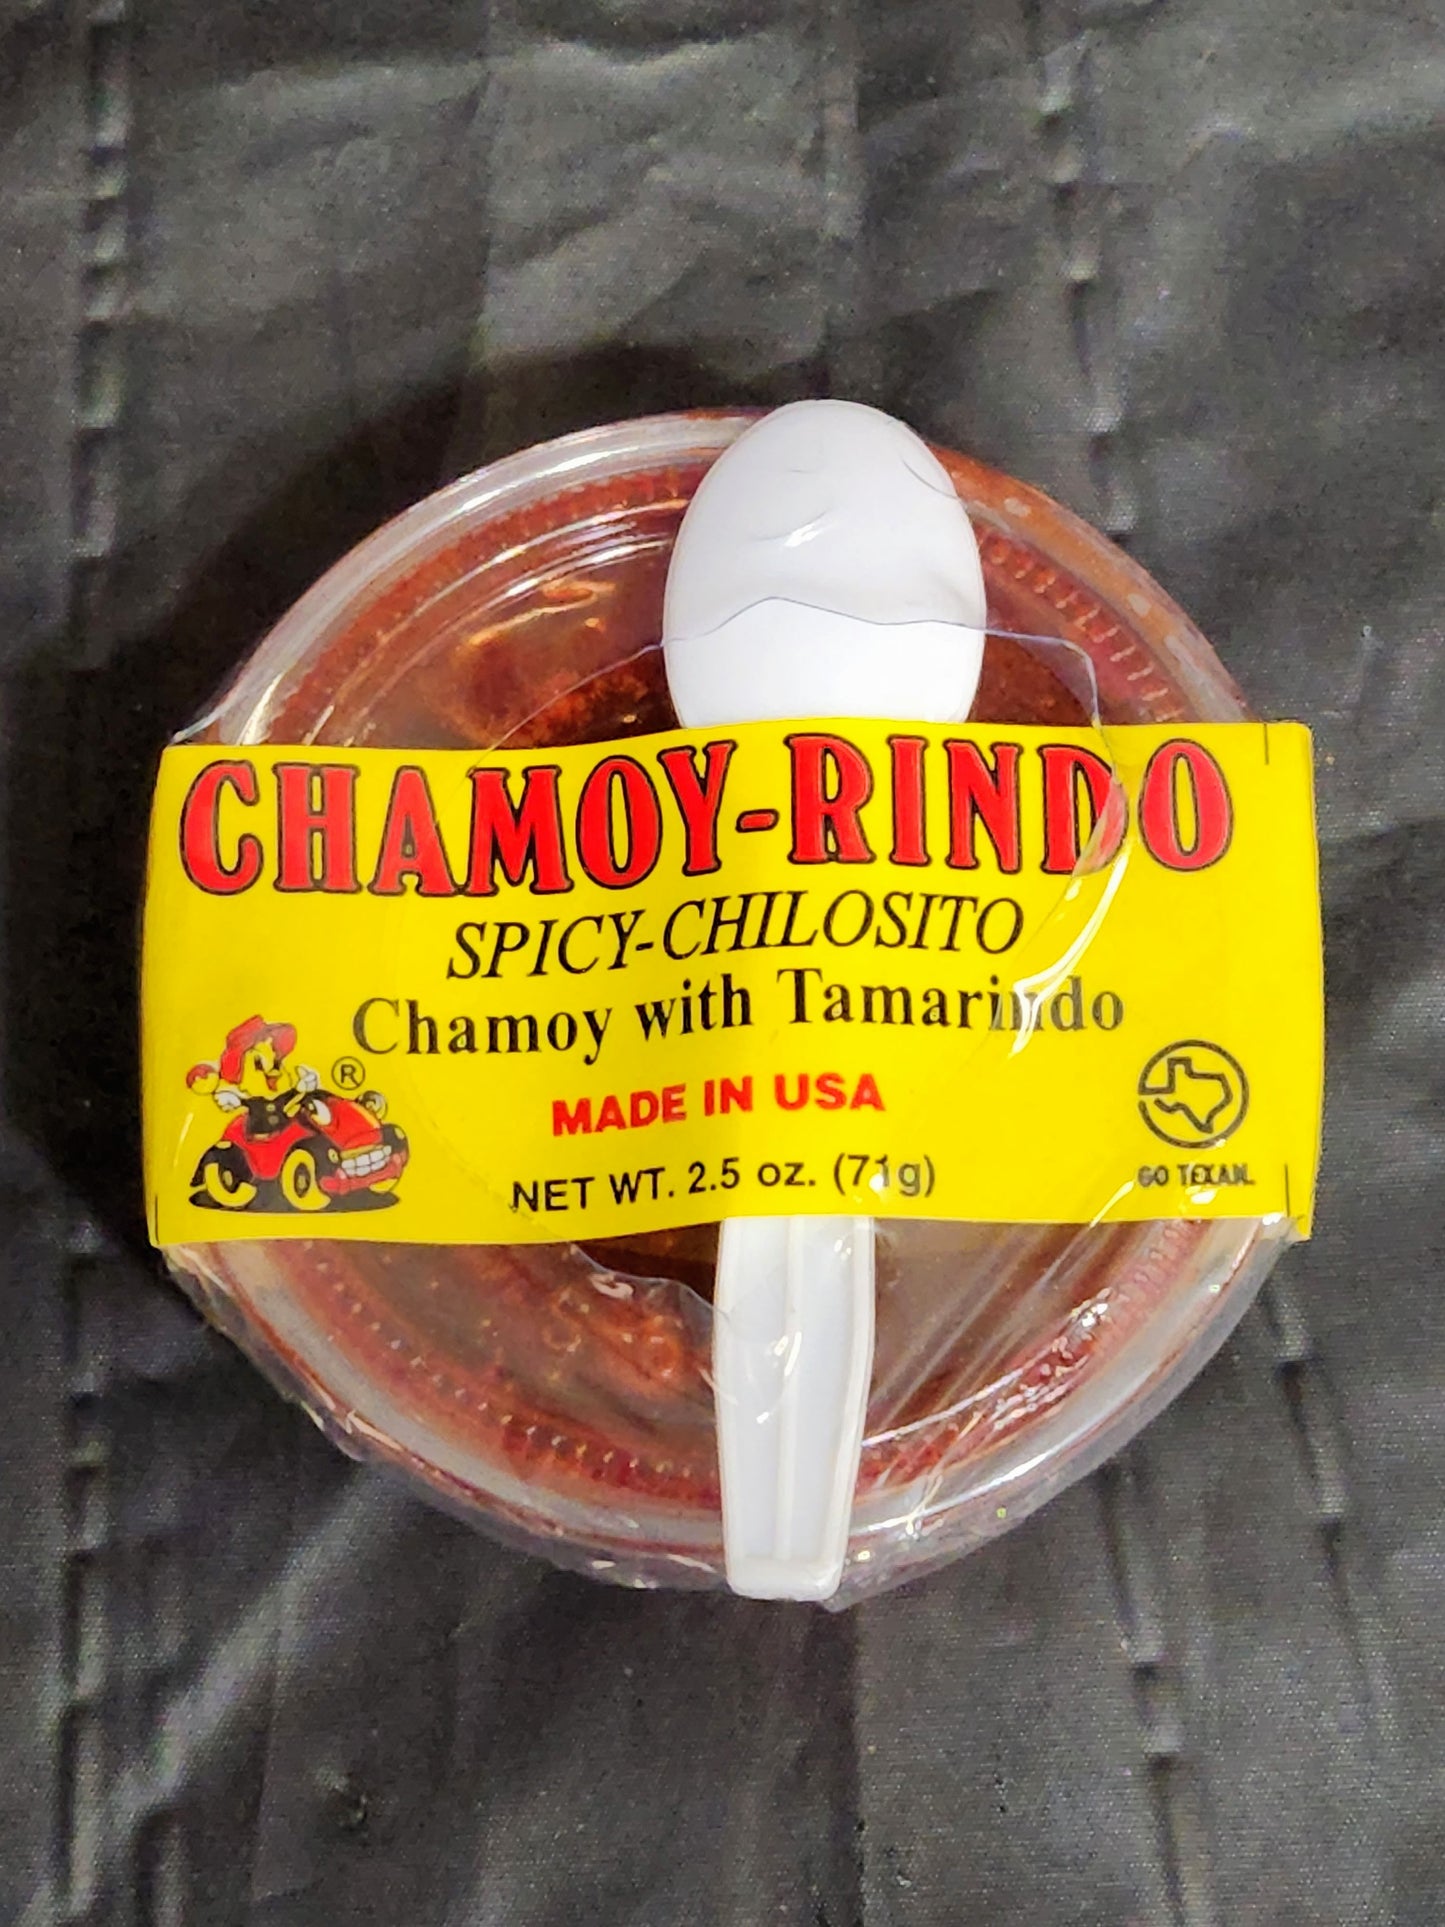 CHAMOY-RINDO
SPICY-CHILOSITO
Chamoy with Tamarindo
®
MADE IN USA
NET WT. 2.5 oz. (71g)
GO TEXAN.